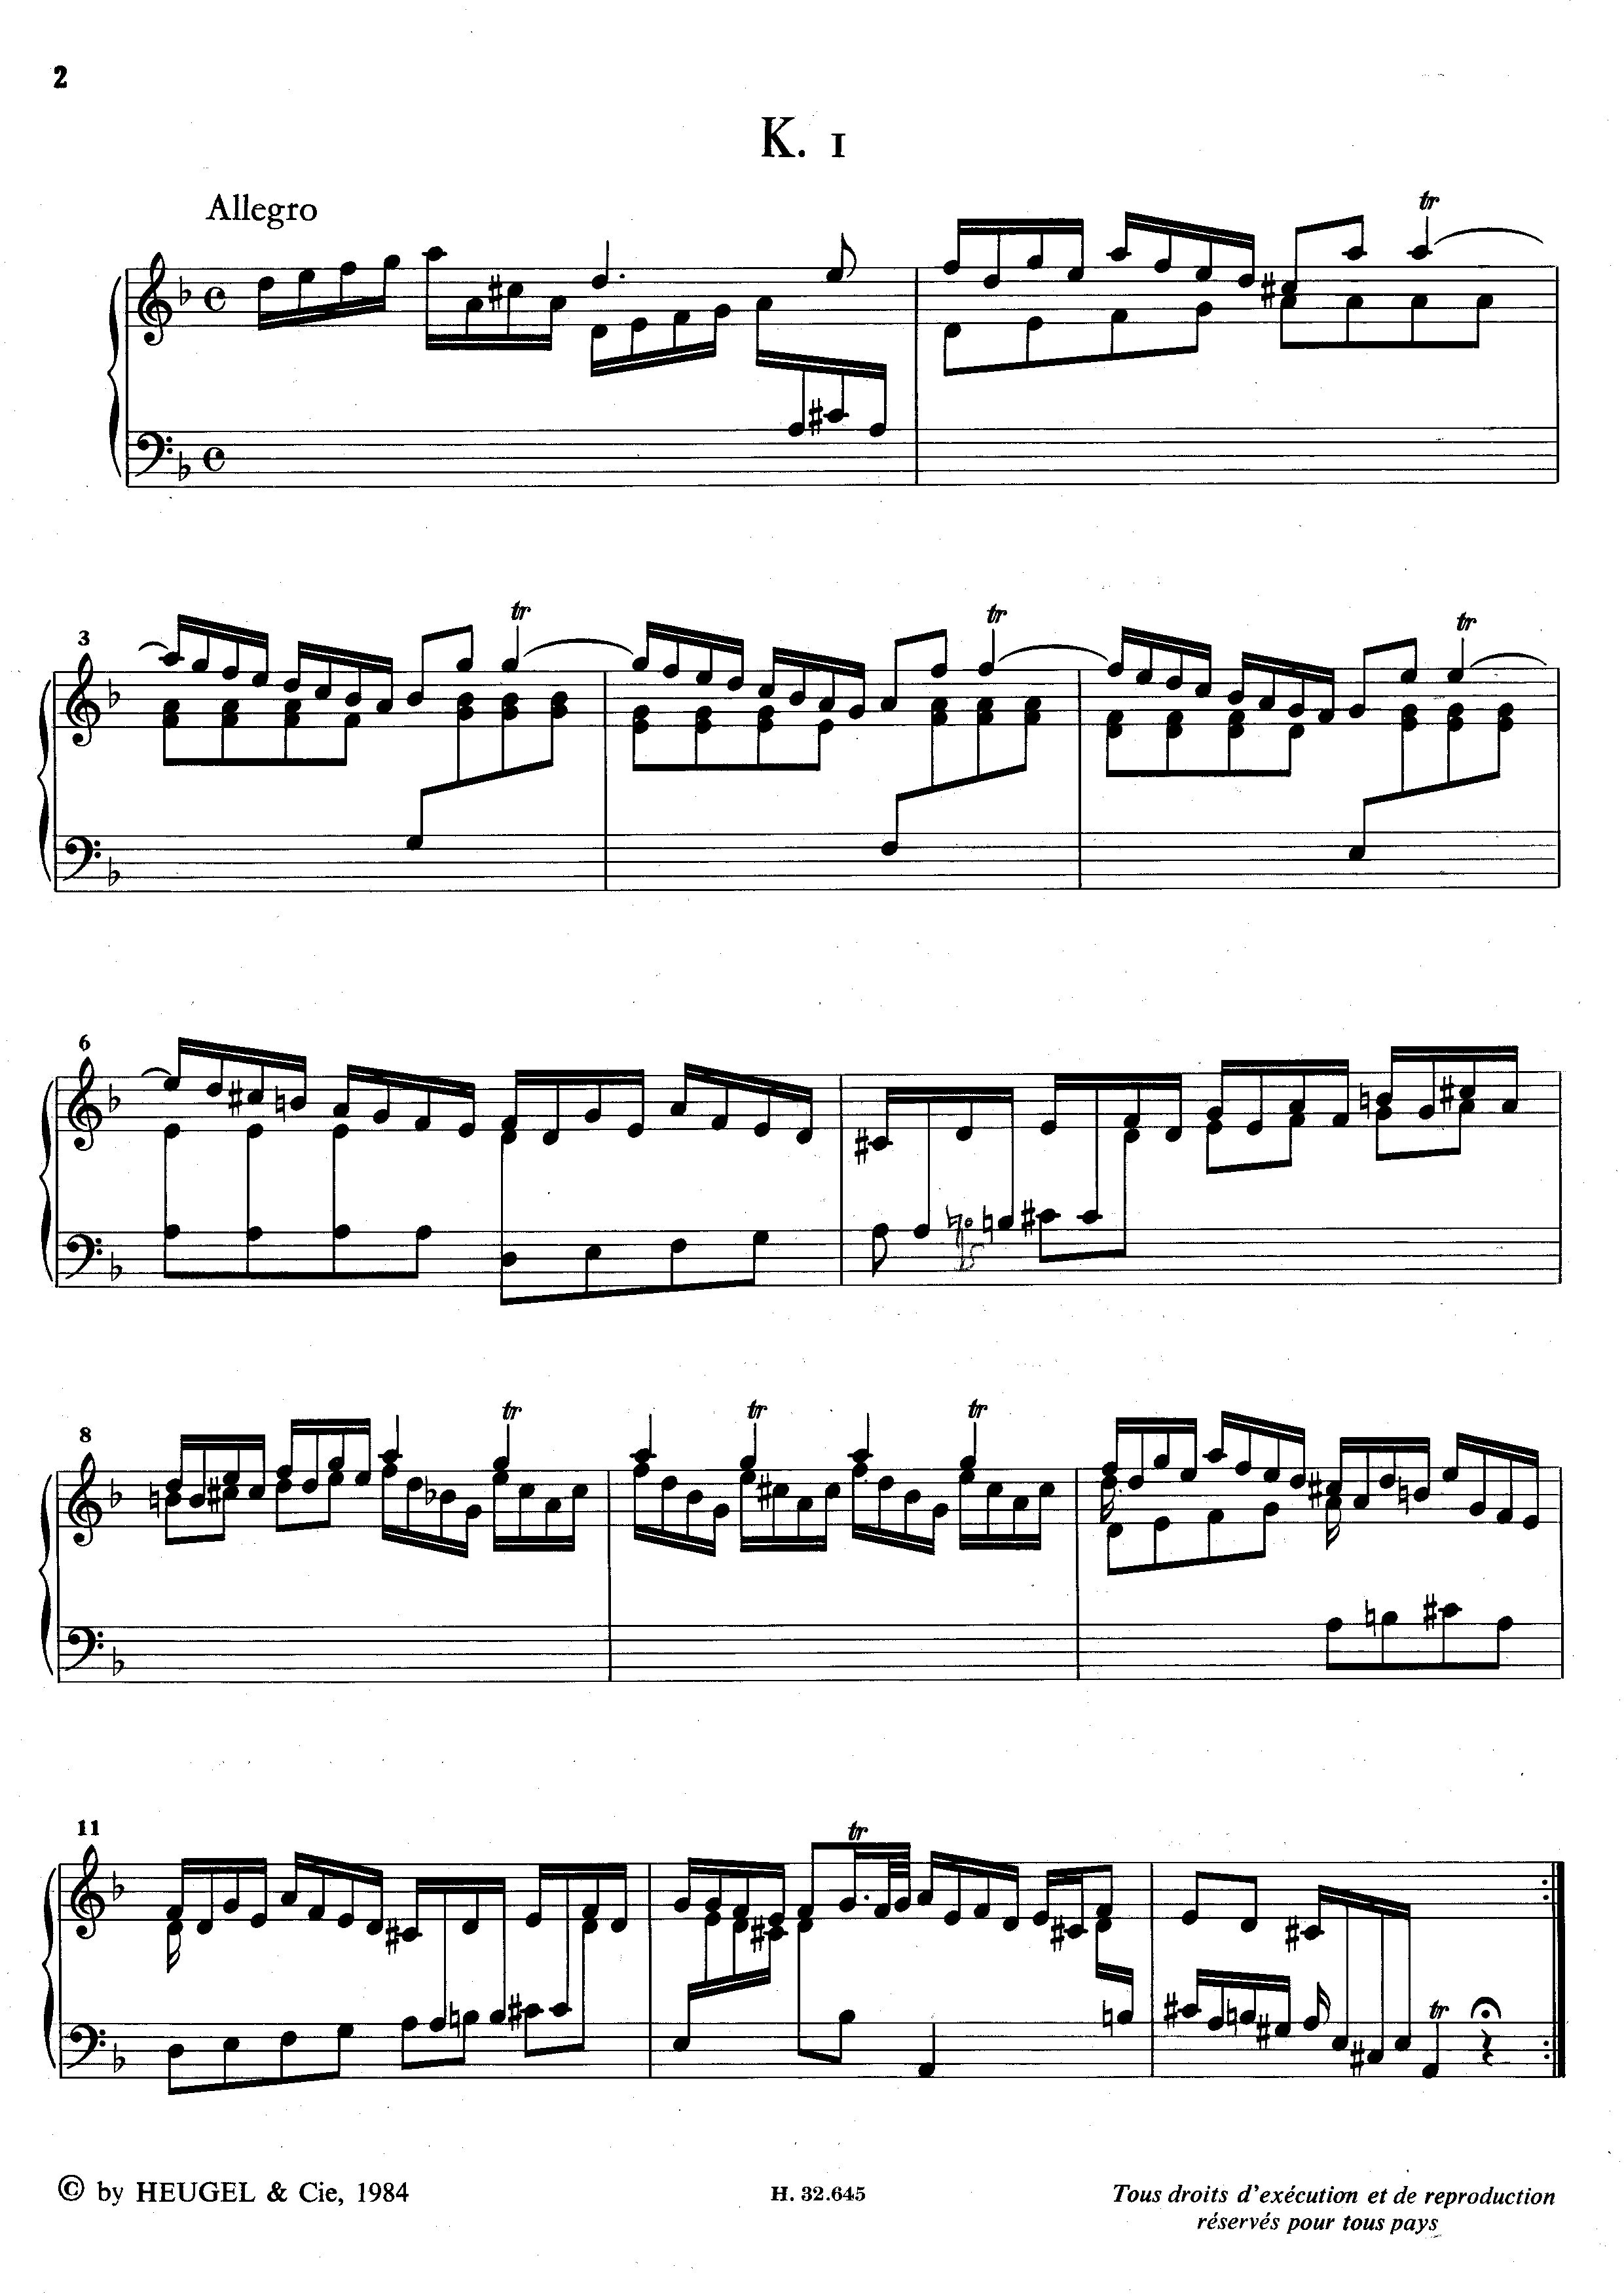 2
K. 1
Allegro
tr
3
tr tr tr
6
8
tr tr tr
11
tr
tr
© by HEUGEL & Cie, 1984
H. 32.645
Tous droits d'exécution et de reproduction
réservés pour tous pays